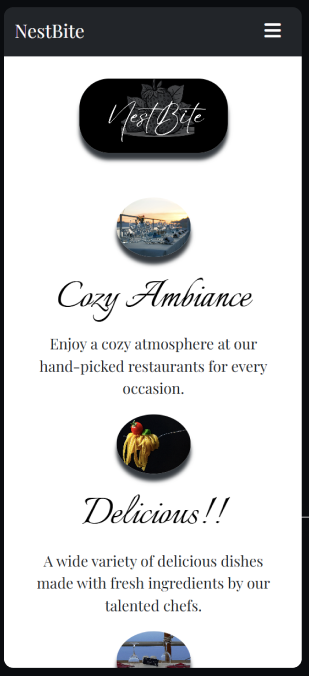 NestBite
NestBite
Cozy Ambiance
Enjoy a cozy atmosphere at our
hand-picked restaurants for every
occasion.
Delicious!!
A wide variety of delicious dishes
made with fresh ingredients by our
talented chefs.